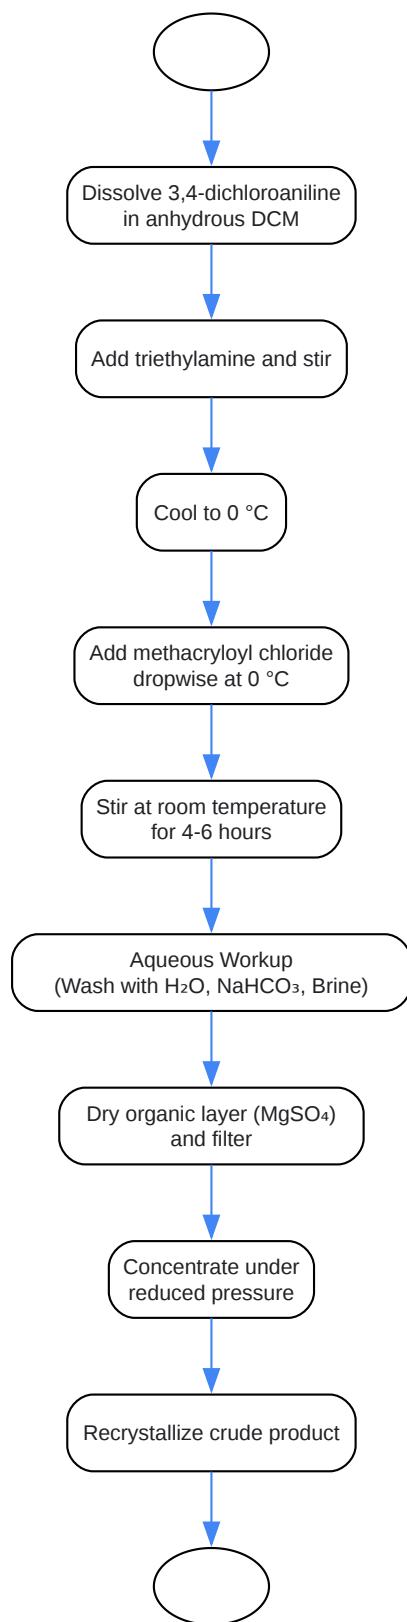 Dissolve 3,4-dichloroaniline
in anhydrous DCM
Add triethylamine and stir
Cool to 0 °C
Add methacryloyl chloride
dropwise at 0 °C
Stir at room temperature
for 4-6 hours
Aqueous Workup
(Wash with H₂O, NaHCO₃, Brine)
Dry organic layer (MgSO₄)
and filter
Concentrate under
reduced pressure
Recrystallize crude product